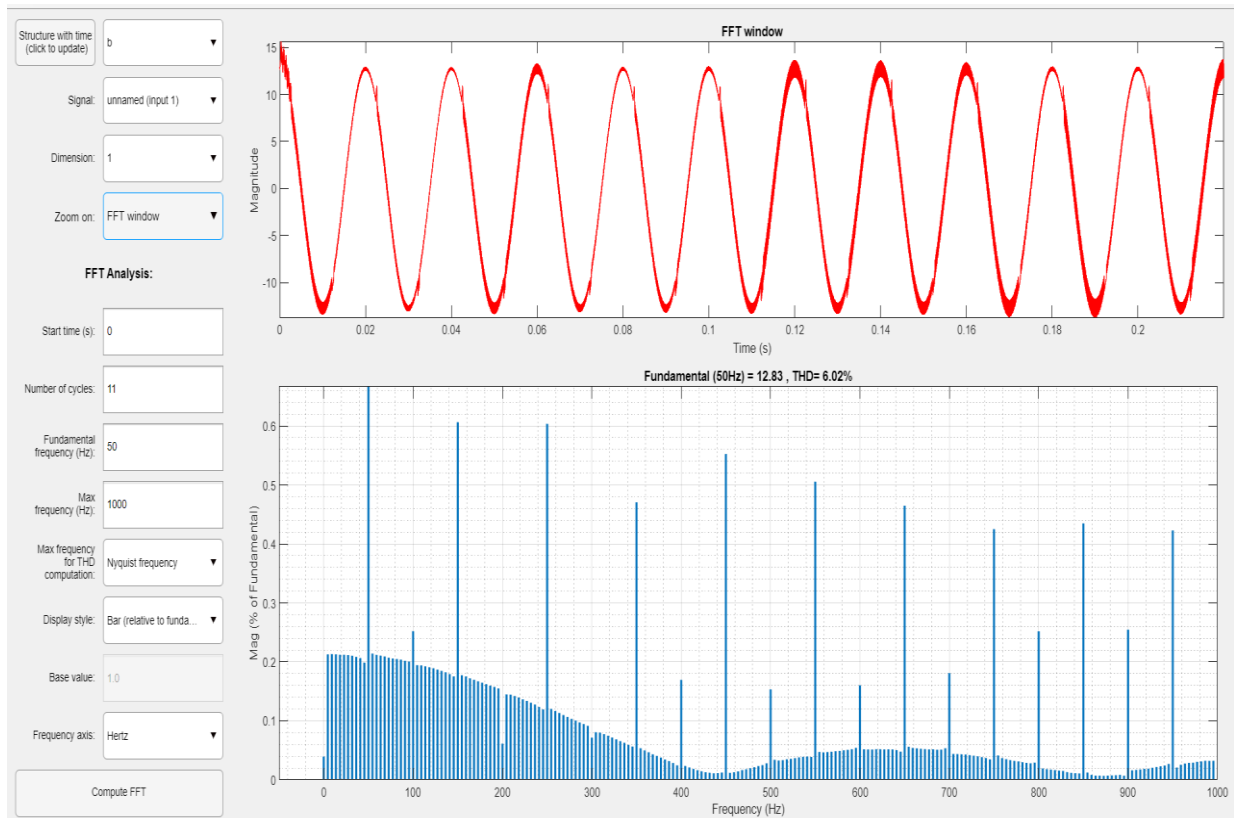 Structure with time
(click to update)
b
Signal:
unnamed (input 1)
Dimension:
1
Zoom on:
FFT window
FFT Analysis:
Start time (s):
0
Number of cycles:
11
Fundamental
frequency (Hz):
50
Max
frequency (Hz):
1000
Max frequency
for THD
computation:
Nyquist frequency
Display style:
Bar (relative to funda...
Base value:
1.0
Frequency axis:
Hertz
Compute FFT
FFT window
15
10
5
0
-5
-10
Magnitude
0 0.02 0.04 0.06 0.08 0.1 0.12 0.14 0.16 0.18 0.2
Time (s)
Fundamental (50Hz) = 12.83 , THD= 6.02%
0.6
0.5
0.4
0.3
0.2
0.1
0
Mag (% of Fundamental)
0 100 200 300 400 500 600 700 800 900 1000
Frequency (Hz)